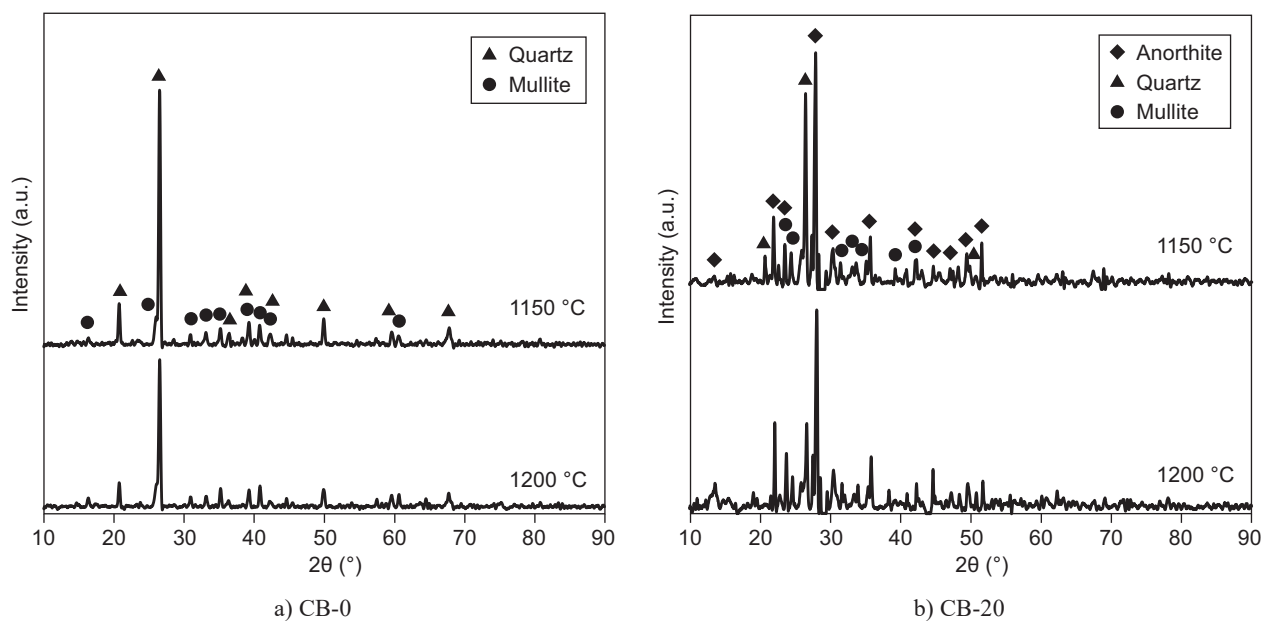 Intensity (a.u.)
Quartz
Mullite
1150 °C
1200 °C
10 20 30 40 50 60 70 80 90
2θ (°)
a) CB-0
Intensity (a.u.)
Anorthite
Quartz
Mullite
1150 °C
1200 °C
10 20 30 40 50 60 70 80 90
2θ (°)
b) CB-20